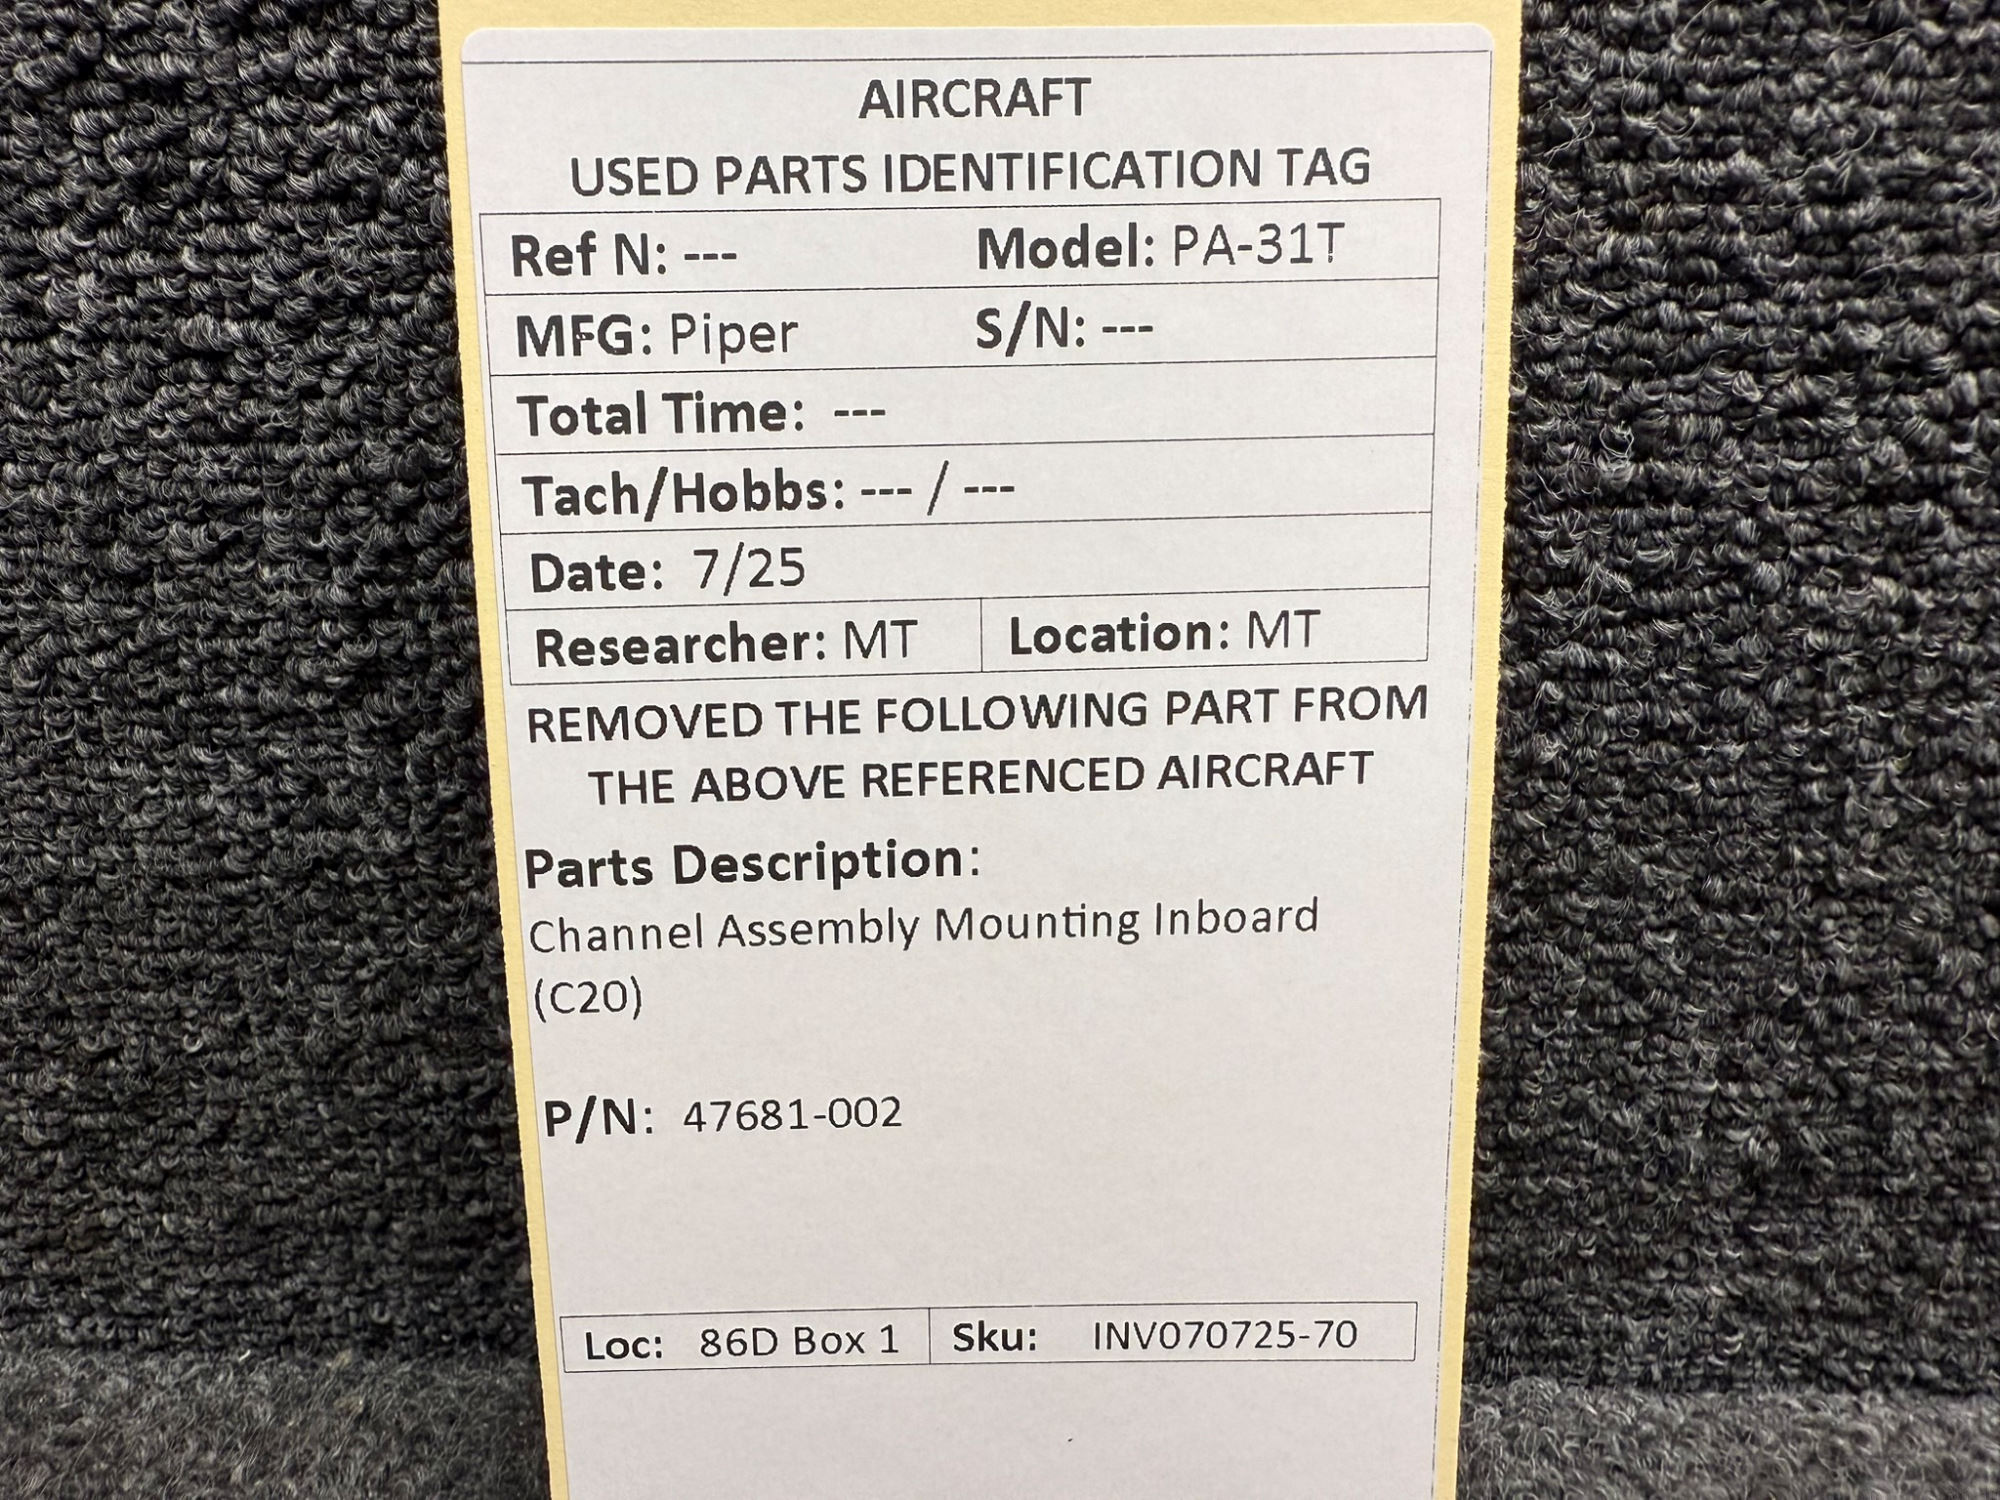 AIRCRAFT
USED PARTS IDENTIFICATION TAG
Ref N: --- Model: PA-31T
MFG: Piper S/N: ---
Total Time: ---
Tach/Hobbs: --- / ---
Date: 7/25
Researcher: MT Location: MT
REMOVED THE FOLLOWING PART FROM
THE ABOVE REFERENCED AIRCRAFT
Parts Description:
Channel Assembly Mounting Inboard
(C20)
P/N: 47681-002
Loc: 86D Box 1 Sku: INV070725-70